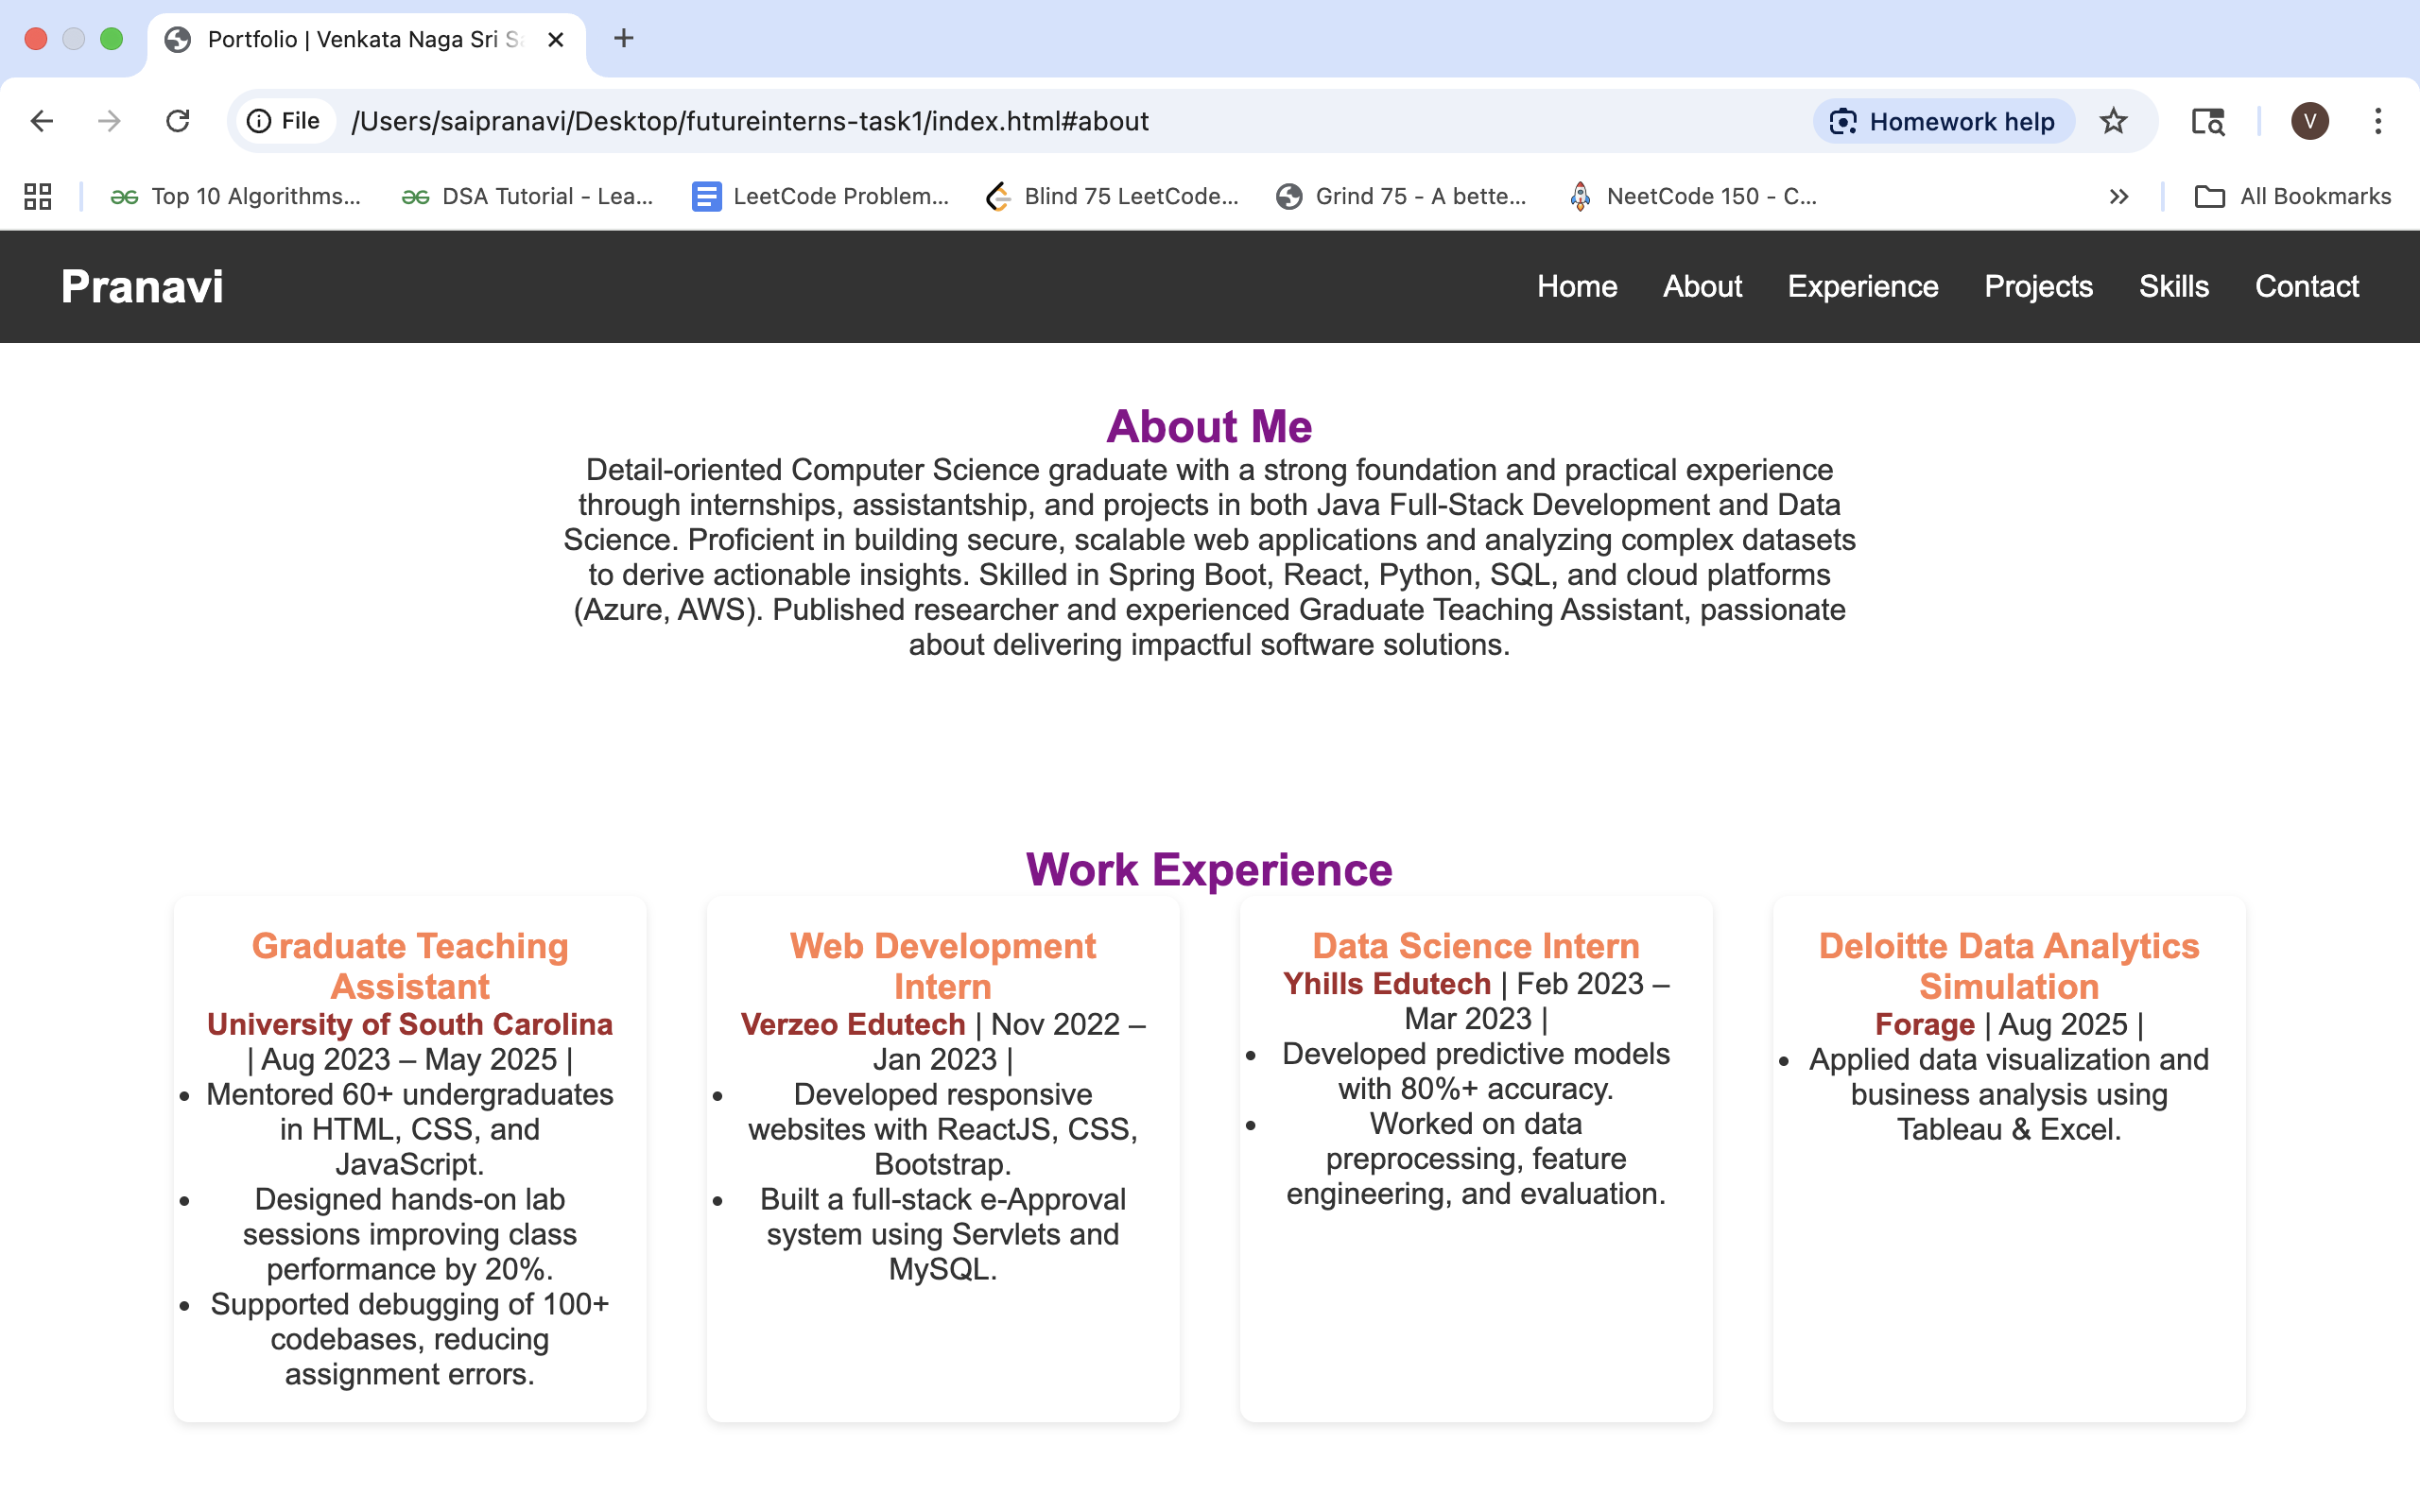 Portfolio | Venkata Naga Sri
File /Users/saipranavi/Desktop/futureinterns-task1/index.html#about
Homework help
V
Top 10 Algorithms...
DSA Tutorial - Lea...
LeetCode Problem...
Blind 75 LeetCode...
Grind 75 - A bette...
NeetCode 150 - C...
All Bookmarks
Pranavi
Home
About
Experience
Projects
Skills
Contact
About Me
Detail-oriented Computer Science graduate with a strong foundation and practical experience
through internships, assistantship, and projects in both Java Full-Stack Development and Data
Science. Proficient in building secure, scalable web applications and analyzing complex datasets
to derive actionable insights. Skilled in Spring Boot, React, Python, SQL, and cloud platforms
(Azure, AWS). Published researcher and experienced Graduate Teaching Assistant, passionate
about delivering impactful software solutions.
Work Experience
Graduate Teaching
Assistant
University of South Carolina
| Aug 2023 – May 2025 |
• Mentored 60+ undergraduates
in HTML, CSS, and
JavaScript.
• Designed hands-on lab
sessions improving class
performance by 20%.
• Supported debugging of 100+
codebases, reducing
assignment errors.
Web Development
Intern
Verzeo Edutech | Nov 2022 –
Jan 2023 |
• Developed responsive
websites with ReactJS, CSS,
Bootstrap.
• Built a full-stack e-Approval
system using Servlets and
MySQL.
Data Science Intern
Yhills Edutech | Feb 2023 –
Mar 2023 |
• Developed predictive models
with 80%+ accuracy.
• Worked on data
preprocessing, feature
engineering, and evaluation.
Deloitte Data Analytics
Simulation
Forage | Aug 2025 |
• Applied data visualization and
business analysis using
Tableau & Excel.